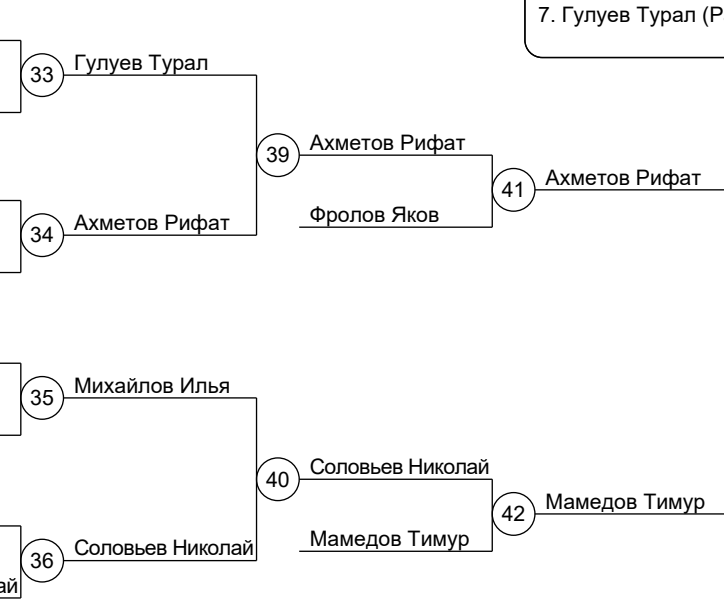 7. Гулуев Турал (Р
33
Гулуев Турал
39
Ахметов Рифат
41
Ахметов Рифат
34
Ахметов Рифат
Фролов Яков
35
Михайлов Илья
40
Соловьев Николай
42
Мамедов Тимур
36
Соловьев Николай
Мамедов Тимур
ай